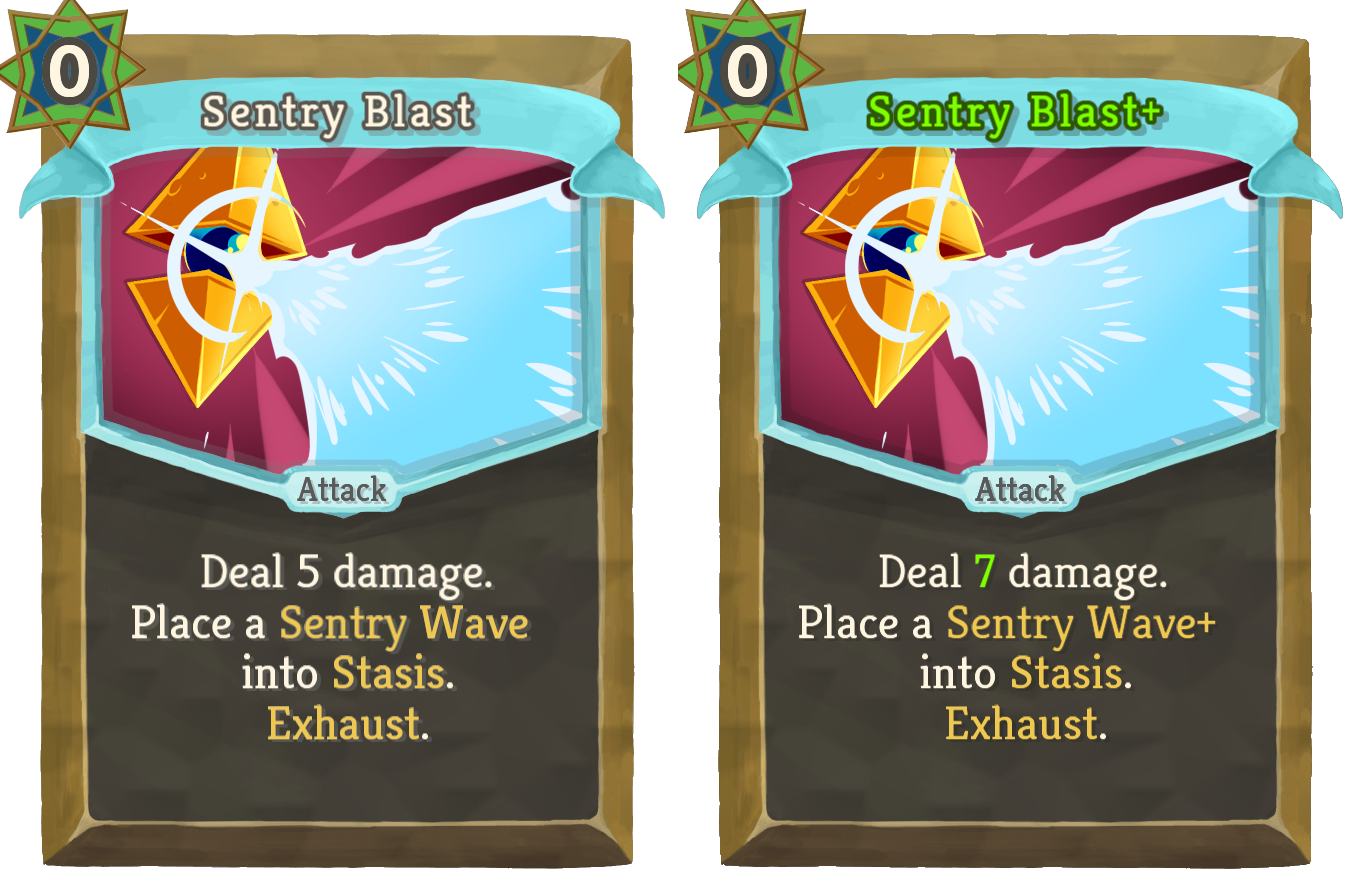 0
Sentry Blast
Attack
Deal 5 damage.
Place a Sentry Wave
into Stasis.
Exhaust.
0
Sentry Blast+
Attack
Deal 7 damage.
Place a Sentry Wave+
into Stasis.
Exhaust.